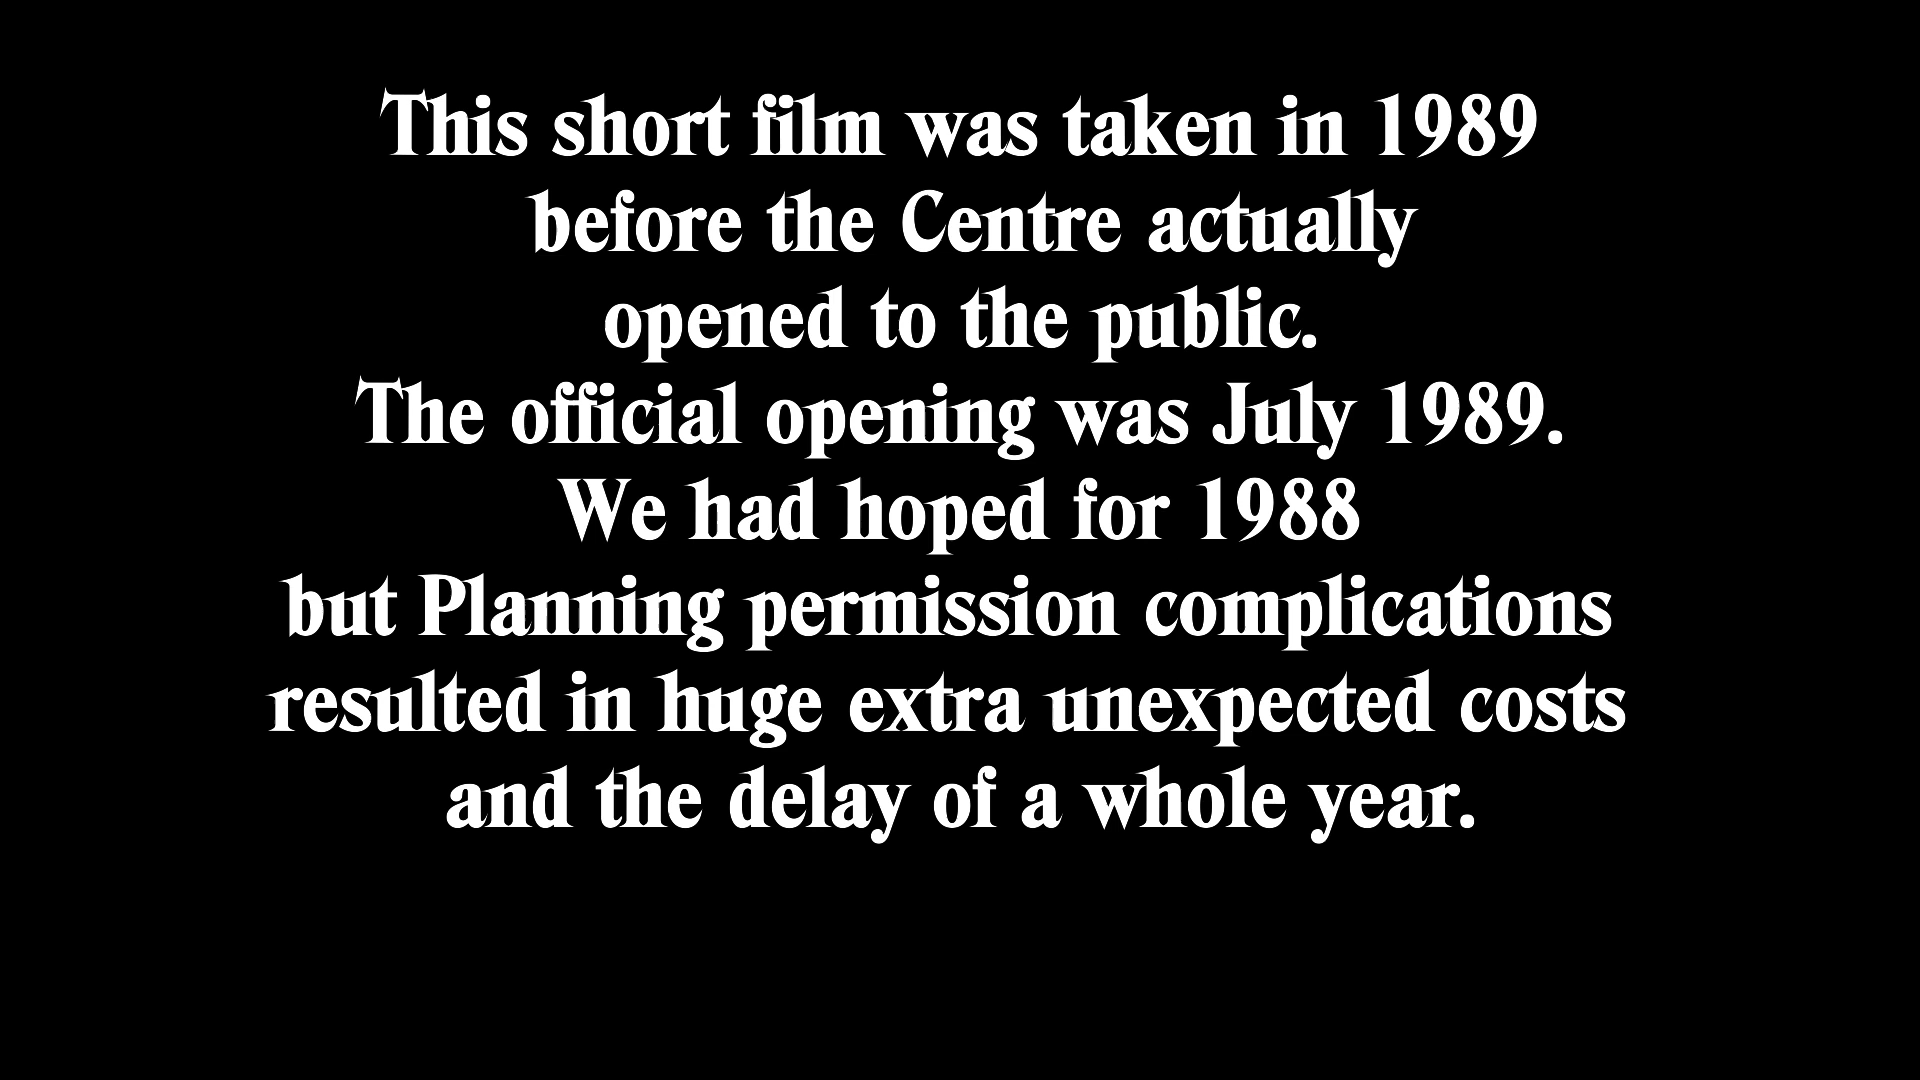 This short film was taken in 1989
before the Centre actually
opened to the public.
The official opening was July 1989.
We had hoped for 1988
but Planning permission complications
resulted in huge extra unexpected costs
and the delay of a whole year.